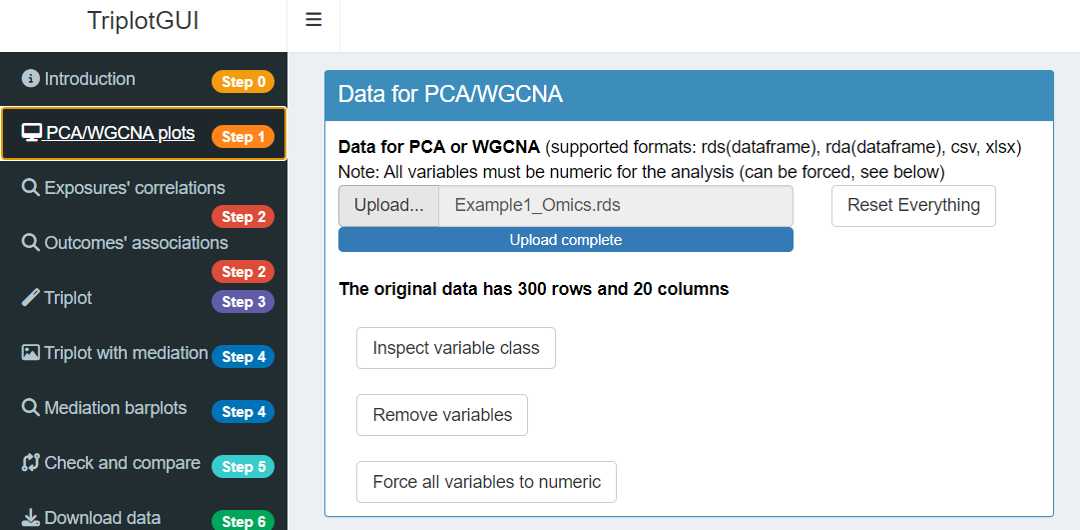 TriplotGUI
Introduction
Step 0
PCA/WGCNA plots
Step 1
Exposures' correlations
Step 2
Outcomes' associations
Step 2
Triplot
Step 3
Triplot with mediation
Step 4
Mediation barplots
Step 4
Check and compare
Step 5
Download data
Step 6
Data for PCA/WGCNA
Data for PCA or WGCNA (supported formats: rds(dataframe), rda(dataframe), csv, xlsx)
Note: All variables must be numeric for the analysis (can be forced, see below)
Upload... Example1_Omics.rds
Reset Everything
Upload complete
The original data has 300 rows and 20 columns
Inspect variable class
Remove variables
Force all variables to numeric